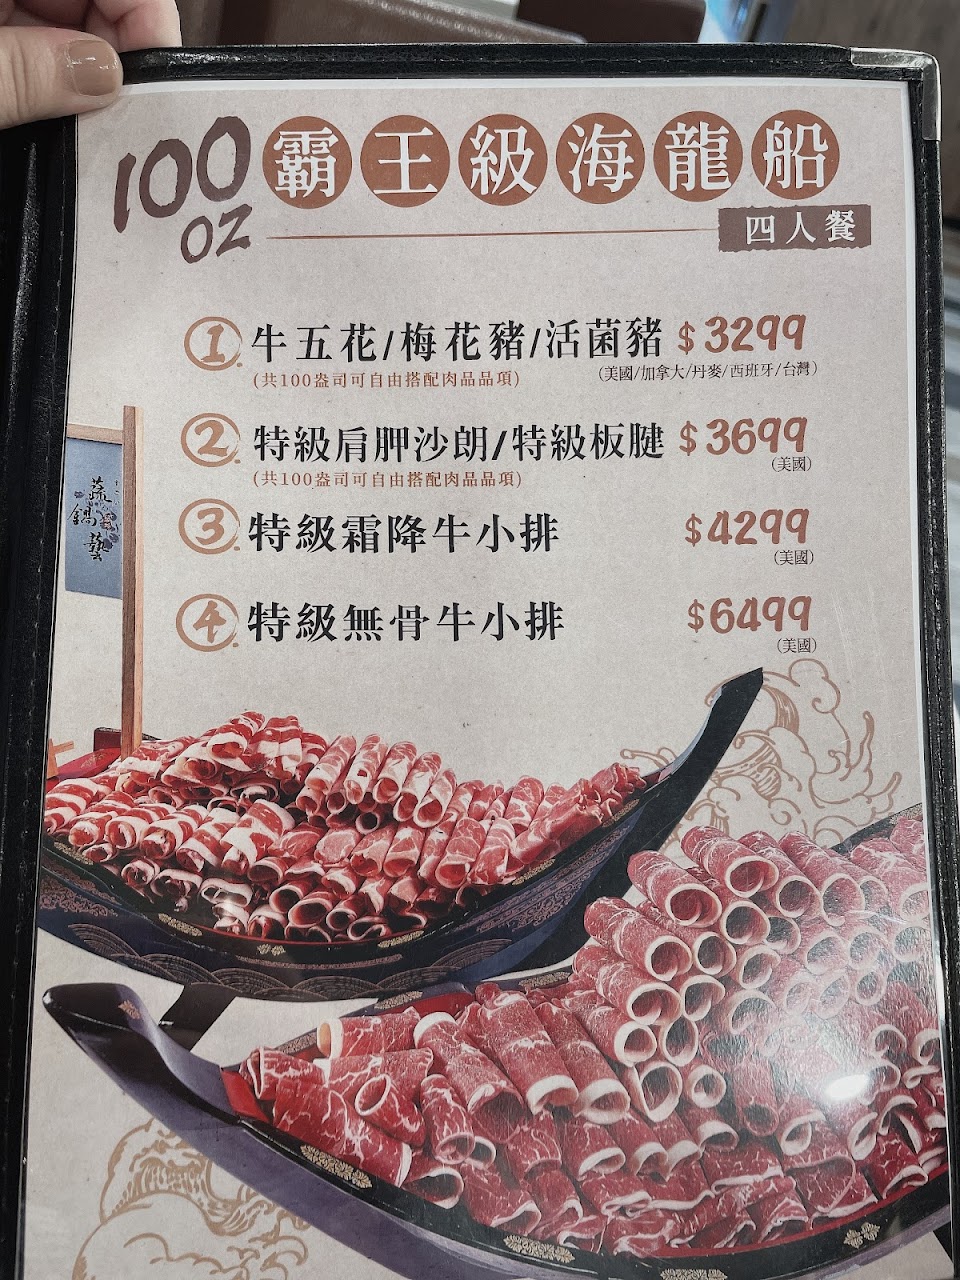 100 oz 霸王級海龍船
四人餐
1. 牛五花/梅花豬/活菌豬 $3299
(共100盎司可自由搭配肉品品項) (美國/加拿大/丹麥/西班牙/台灣)
2. 特級肩胛沙朗/特級板腱 $3699
(共100盎司可自由搭配肉品品項) (美國)
3. 特級霜降牛小排 $4299
(美國)
4. 特級無骨牛小排 $6499
(美國)
蔬
鍋
藝